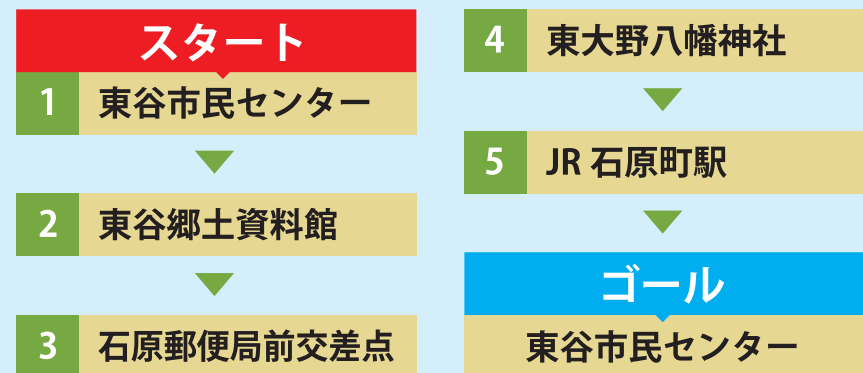 スタート
1 東谷市民センター
2 東谷郷土資料館
3 石原郵便局前交差点
4 東大野八幡神社
5 JR 石原町駅
ゴール
東谷市民センター